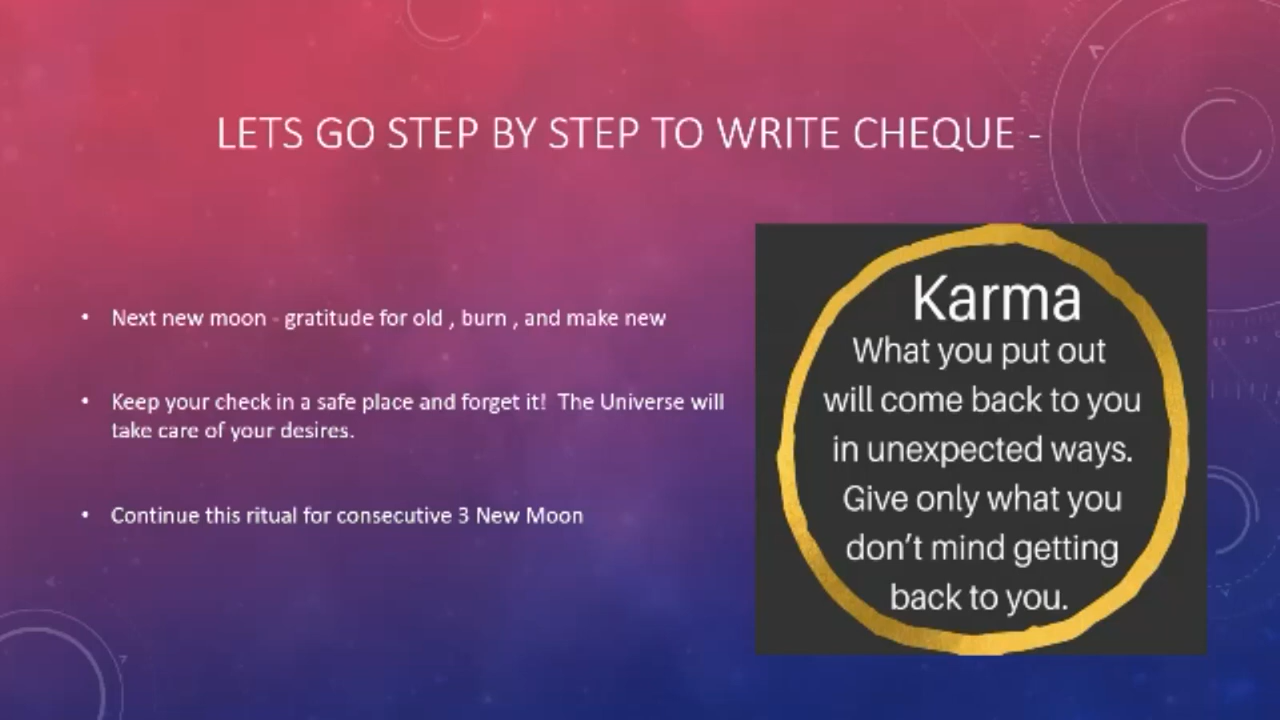 LETS GO STEP BY STEP TO WRITE CHEQUE -
• Next new moon - gratitude for old , burn , and make new
• Keep your check in a safe place and forget it! The Universe will
take care of your desires.
• Continue this ritual for consecutive 3 New Moon
Karma
What you put out
will come back to you
in unexpected ways.
Give only what you
don't mind getting
back to you.